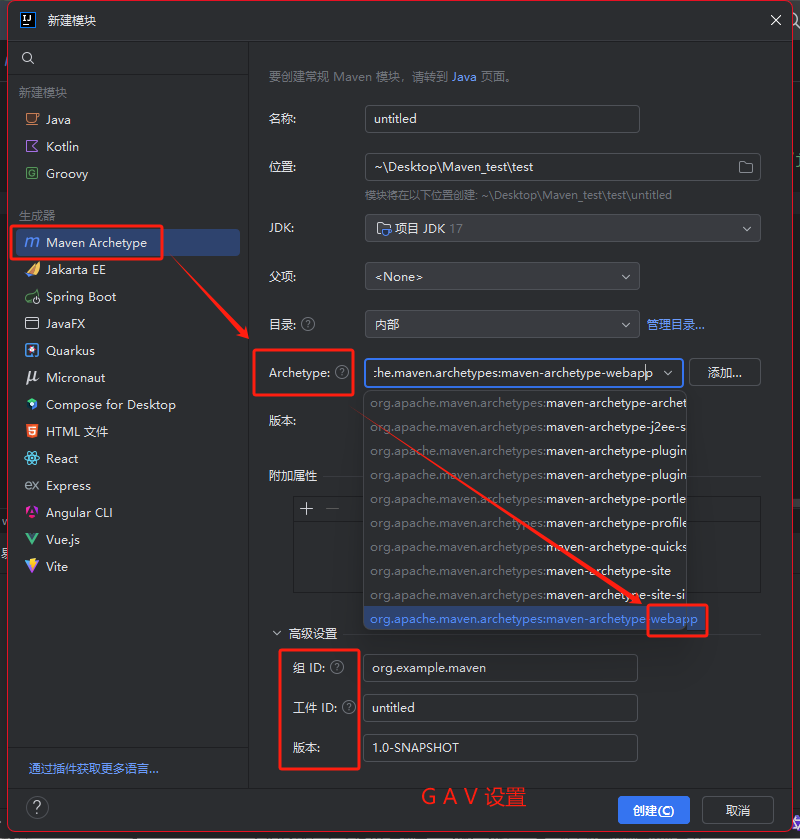 新建模块
新建模块
Java
Kotlin
Groovy
生成器
Maven Archetype
Jakarta EE
Spring Boot
JavaFX
Quarkus
Micronaut
Compose for Desktop
HTML 文件
React
Express
Angular CLI
Vue.js
Vite
通过插件获取更多语言...
要创建常规 Maven 模块，请转到 Java 页面。
名称:
untitled
位置:
~\Desktop\Maven_test\test
模块将在以下位置创建: ~\Desktop\Maven_test\test\untitled
JDK:
项目 JDK 17
父项:
<None>
目录:
内部
管理目录...
Archetype:
:he.maven.archetypes:maven-archetype-webapp
添加...
org.apache.maven.archetypes:maven-archetype-archet
org.apache.maven.archetypes:maven-archetype-j2ee-s
org.apache.maven.archetypes:maven-archetype-plugin
org.apache.maven.archetypes:maven-archetype-plugin
org.apache.maven.archetypes:maven-archetype-portle
org.apache.maven.archetypes:maven-archetype-profile
org.apache.maven.archetypes:maven-archetype-quicks
org.apache.maven.archetypes:maven-archetype-site
org.apache.maven.archetypes:maven-archetype-site-si
org.apache.maven.archetypes:maven-archetype-webapp
版本:
附加属性
高级设置
组 ID:
org.example.maven
工件 ID:
untitled
版本:
1.0-SNAPSHOT
G A V 设置
创建(C)
取消